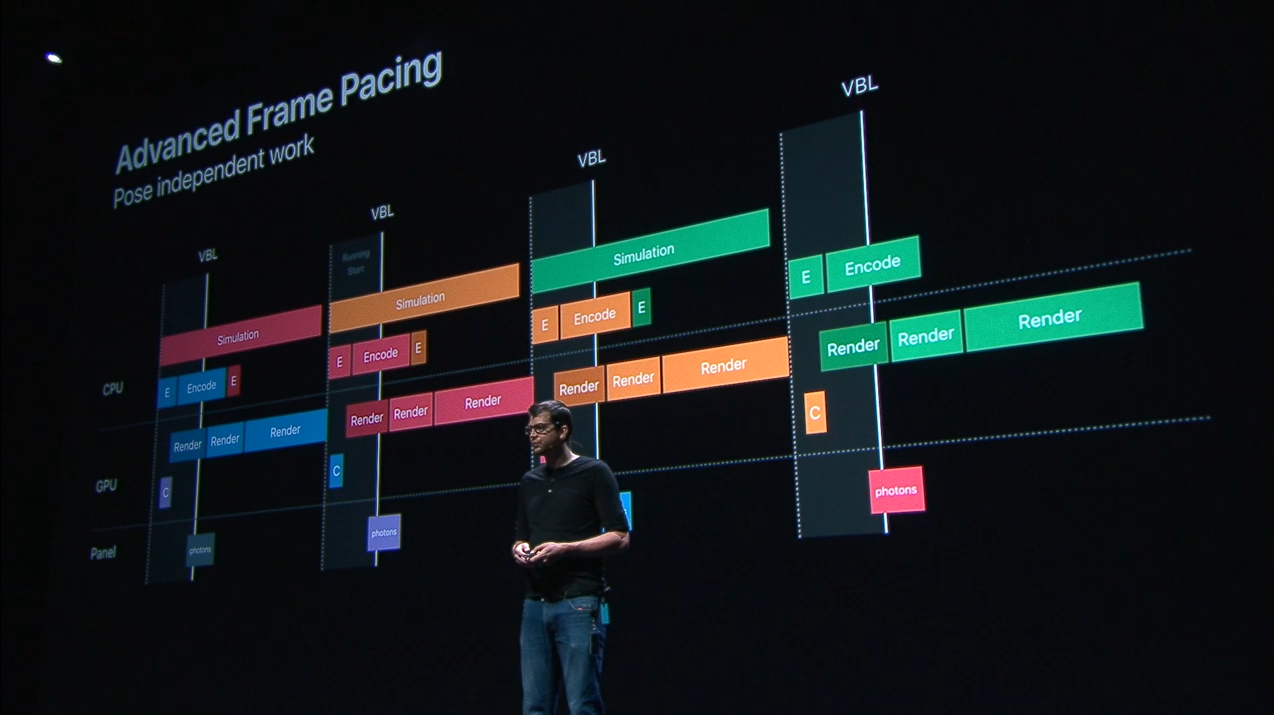 Advanced Frame Pacing
Pose independent work
VBL
VBL
VBL
VBL
Running
Start
Simulation
Simulation
Simulation
E
Encode
E
E
Encode
E
E
Encode
E
E
Encode
CPU
Render
Render
Render
Render
Render
Render
Render
Render
Render
Render
Render
Render
GPU
C
C
C
Panel
photons
photons
photons